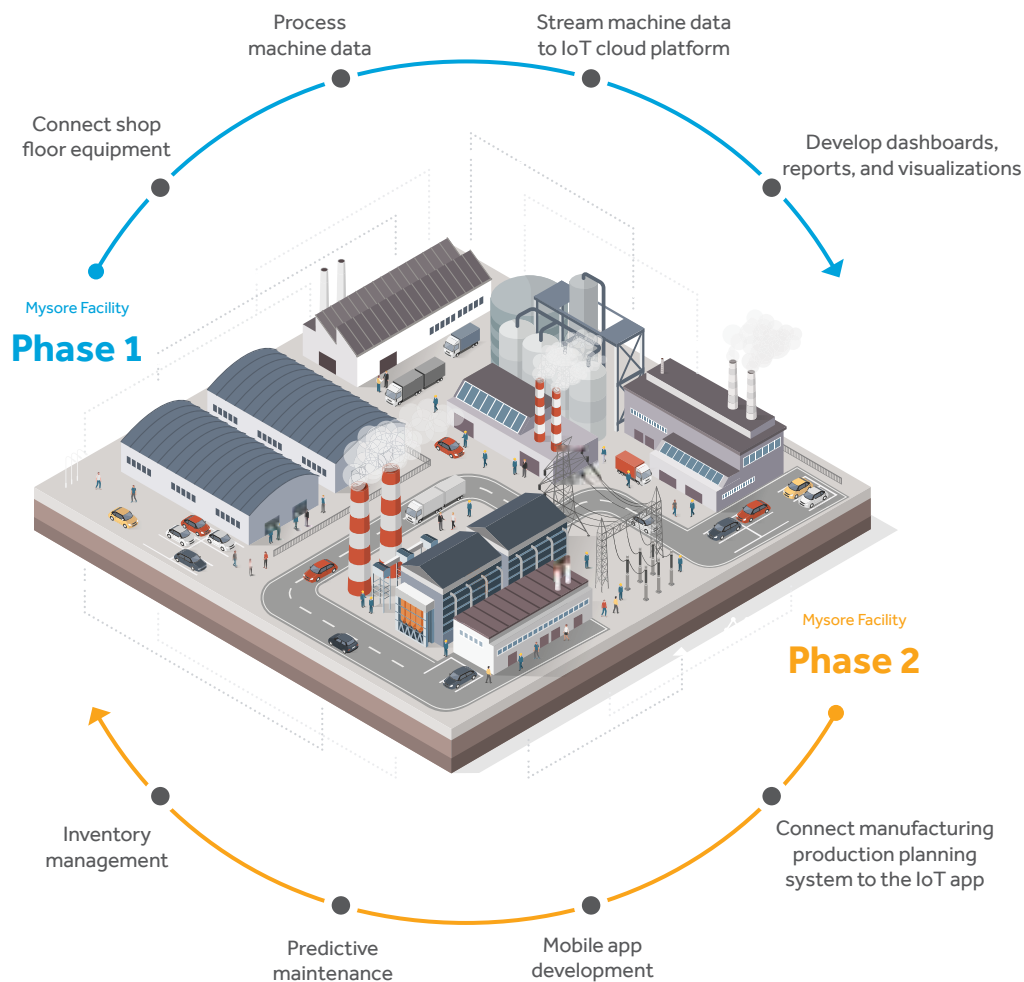 Process
machine data
Stream machine data
to IoT cloud platform
Connect shop
floor equipment
Develop dashboards,
reports, and visualizations
Mysore Facility
Phase 1
Mysore Facility
Phase 2
Connect manufacturing
production planning
system to the IoT app
Mobile app
development
Predictive
maintenance
Inventory
management